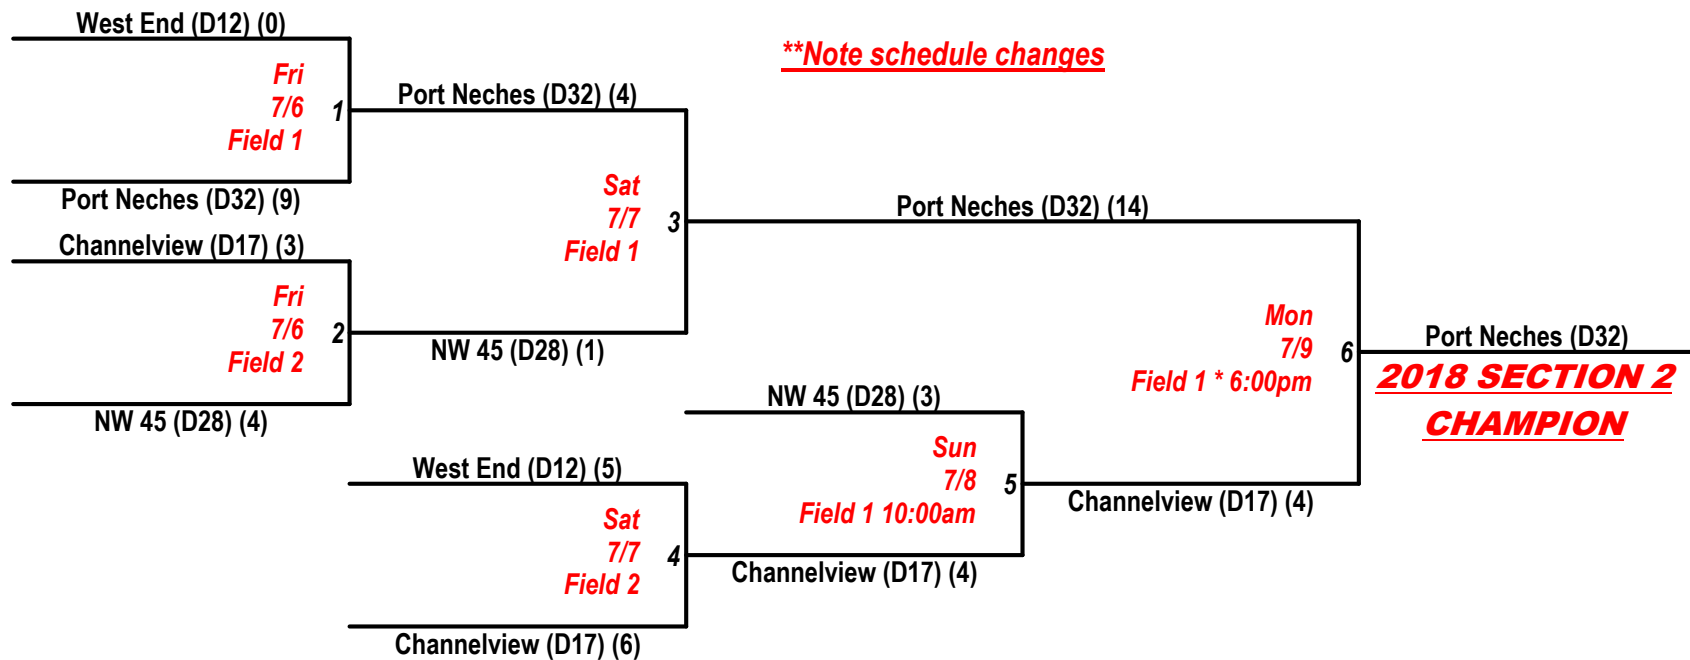 West End (D12) (0)
**Note schedule changes
Fri
7/6
Field 1
1
Port Neches (D32) (4)
Port Neches (D32) (9)
Sat
7/7
Field 1
3
Port Neches (D32) (14)
Channelview (D17) (3)
Fri
7/6
Field 2
2
NW 45 (D28) (1)
NW 45 (D28) (4)
Mon
7/9
Field 1 * 6:00pm
6
Port Neches (D32)
2018 SECTION 2
CHAMPION
NW 45 (D28) (3)
Sun
7/8
Field 1 10:00am
5
Channelview (D17) (4)
West End (D12) (5)
Sat
7/7
Field 2
4
Channelview (D17) (4)
Channelview (D17) (6)